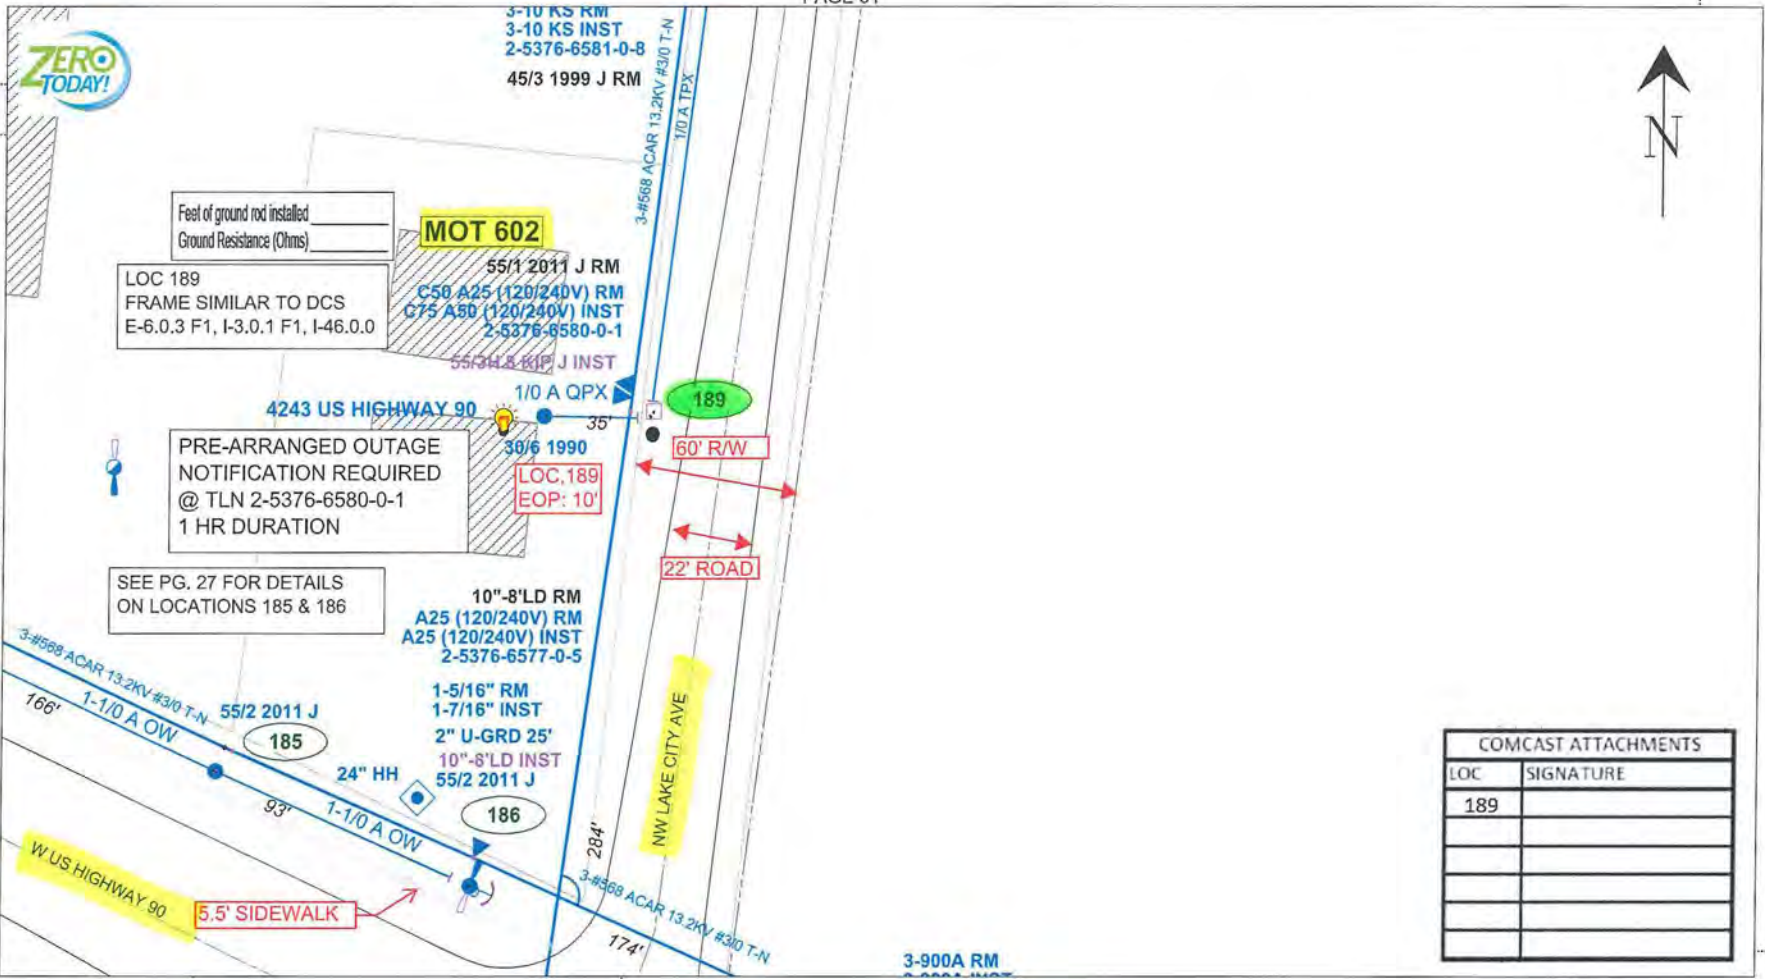 3-10 KS RM
3-10 KS INST
2-5376-6581-0-8
45/3 1999 J RM
ZERO
TODAY!
3-#568 ACAR 13.2KV #3/0 T-N
1/0 A TPX
N
Feet of ground rod installed
Ground Resistance (Ohms)
MOT 602
LOC 189
FRAME SIMILAR TO DCS
E-6.0.3 F1, I-3.0.1 F1, I-46.0.0
55/1 2011 J RM
C50 A25 (120/240V) RM
C75 A50 (120/240V) INST
2-5376-6580-0-1
55/3H 8 KIP J INST
1/0 A QPX
189
4243 US HIGHWAY 90
35'
30/6 1990
60' R/W
LOC,189
EOP: 10'
PRE-ARRANGED OUTAGE
NOTIFICATION REQUIRED
@ TLN 2-5376-6580-0-1
1 HR DURATION
22' ROAD
SEE PG. 27 FOR DETAILS
ON LOCATIONS 185 & 186
10"-8'LD RM
A25 (120/240V) RM
A25 (120/240V) INST
2-5376-6577-0-5
1-5/16" RM
1-7/16" INST
2" U-GRD 25'
10"-8'LD INST
55/2 2011 J
186
3-#568 ACAR 13.2KV #3/0 T-N
166'
1-1/0 A OW
55/2 2011 J
185
24" HH
93'
1-1/0 A OW
284'
NW LAKE CITY AVE
W US HIGHWAY 90
5.5' SIDEWALK
3-#568 ACAR 13.2KV #3/0 T-N
174'
3-900A RM
COMCAST ATTACHMENTS
LOC SIGNATURE
189